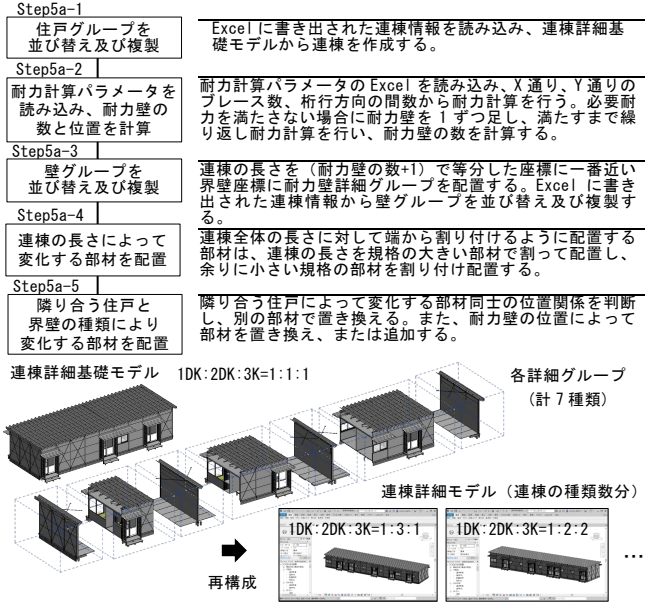 Step5a-1
住戸グループを
並び替え及び複製
Excelに書き出された連棟情報を読み込み、連棟詳細基
礎モデルから連棟を作成する。
Step5a-2
耐力計算パラメータを
読み込み、耐力壁の
数と位置を計算
耐力計算パラメータのExcelを読み込み、X通り、Y通りの
ブレース数、桁行方向の間数から耐力計算を行う。必要耐
力を満たさない場合に耐力壁を1ずつ足し、満たすまで繰
り返し耐力計算を行い、耐力壁の数を計算する。
Step5a-3
壁グループを
並び替え及び複製
連棟の長さを（耐力壁の数+1）で等分した座標に一番近い
界壁座標に耐力壁詳細グループを配置する。Excel に書き
出された連棟情報から壁グループを並び替え及び複製す
る。
Step5a-4
連棟の長さによって
変化する部材を配置
連棟全体の長さに対して端から割り付けるように配置する
部材は、連棟の長さを規格の大きい部材で割って配置し、
余りに小さい規格の部材を割り付け配置する。
Step5a-5
隣り合う住戸と
界壁の種類により
変化する部材を配置
隣り合う住戸によって変化する部材同士の位置関係を判断
し、別の部材で置き換える。また、耐力壁の位置によって
部材を置き換え、または追加する。
連棟詳細基礎モデル 1DK:2DK:3K=1:1:1
各詳細グループ
（計７種類）
連棟詳細モデル（連棟の種類数分）
1DK:2DK:3K=1:3:1
1DK:2DK:3K=1:2:2
…
再構成